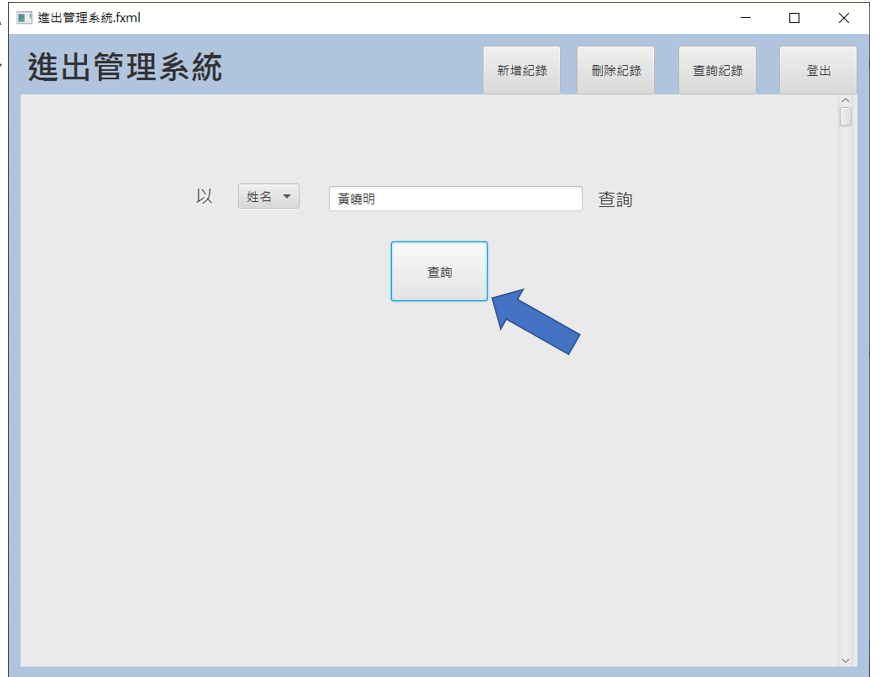 進出管理系統.fxml
進出管理系統
新增紀錄 刪除紀錄 查詢紀錄 登出
以 姓名 黃曉明 查詢
查詢